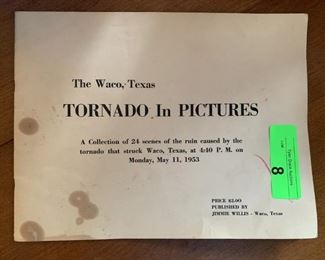 The Waco, Texas
TORNADO In PICTURES
A Collection of 24 scenes of the ruin caused by the
tornado that struck Waco, Texas, at 4:40 P. M. on
Monday, May 11, 1953
PRICE $2.00
PUBLISHED BY
JIMMIE WILLIS - Waco, Texas
8